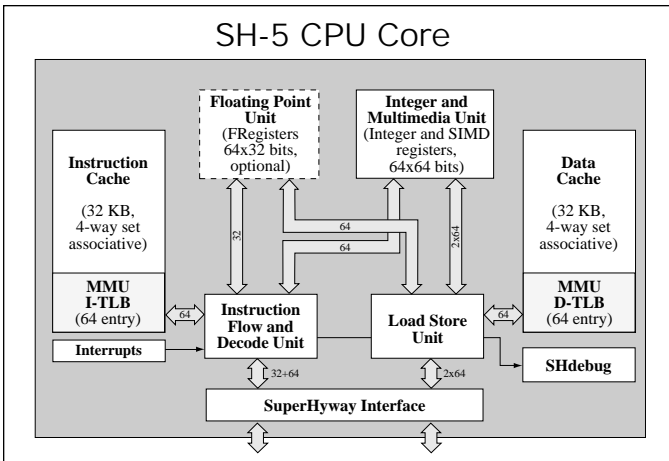 SH-5 CPU Core
Floating Point
Unit
(FRegisters
64x32 bits,
optional)
Integer and
Multimedia Unit
(Integer and SIMD
registers,
64x64 bits)
Instruction
Cache
(32 KB,
4-way set
associative)
Data
Cache
(32 KB,
4-way set
associative)
32
64
64
2x64
MMU
I-TLB
(64 entry)
64
Instruction
Flow and
Decode Unit
Load Store
Unit
64
MMU
D-TLB
(64 entry)
Interrupts
SHdebug
32+64
2x64
SuperHyway Interface